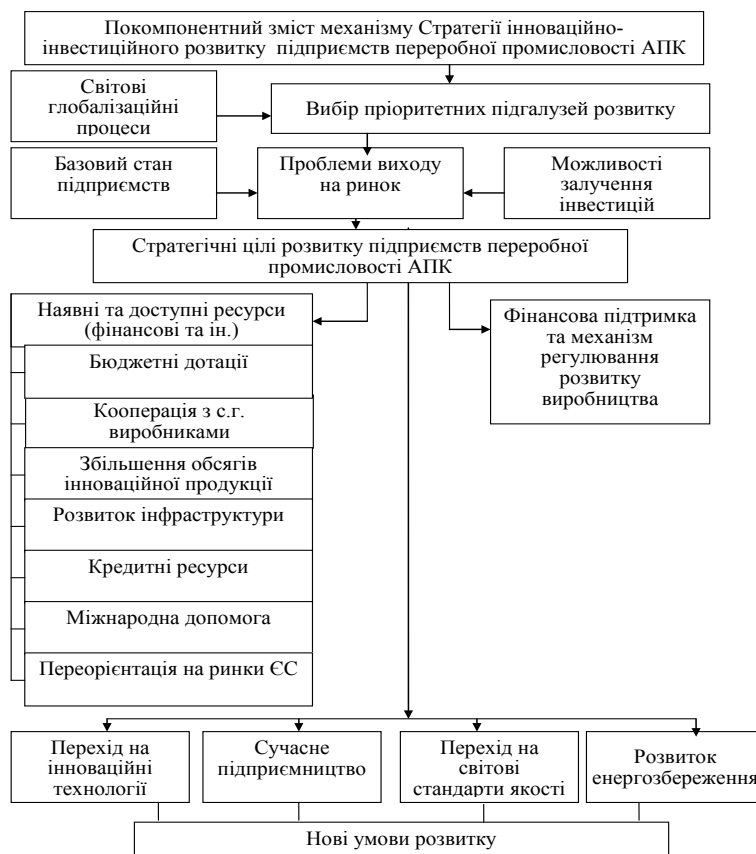 Покомпонентний зміст механізму Стратегії інноваційно-
інвестиційного розвитку підприємств переробної промисловості АПК
Світові
глобалізаційні
процеси
Вибір пріоритетних підгалузей розвитку
Базовий стан
підприємств
Проблеми виходу
на ринок
Можливості
залучення
інвестицій
Стратегічні цілі розвитку підприємств переробної
промисловості АПК
Наявні та доступні ресурси
(фінансові та ін.)
Фінансова підтримка
та механізм
регулювання
розвитку
виробництва
Бюджетні дотації
Кооперація з с.г.
виробниками
Збільшення обсягів
інноваційної продукції
Розвиток інфраструктури
Кредитні ресурси
Міжнародна допомога
Переорієнтація на ринки ЄС
Перехід на
інноваційні
технології
Сучасне
підприємництво
Перехід на
світові
стандарти якості
Розвиток
енергозбереження
Нові умови розвитку